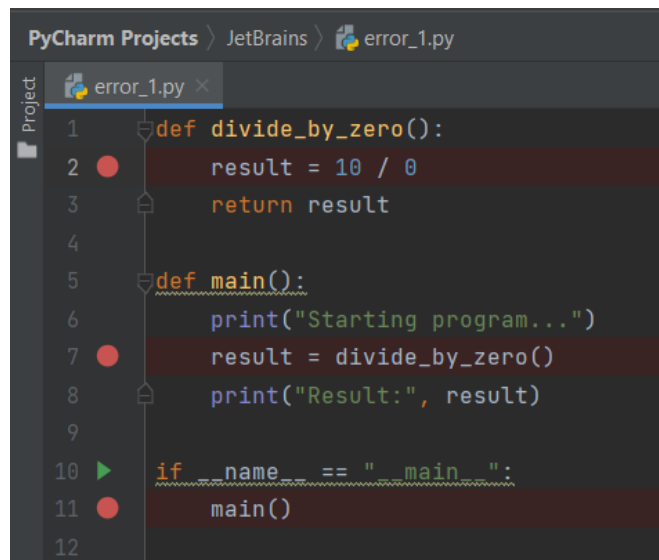 PyCharm Projects 〉 JetBrains 〉 error_1.py
Project
error_1.py ×
1 def divide_by_zero():
2     result = 10 / 0
3     return result
4
5 def main():
6     print("Starting program...")
7     result = divide_by_zero()
8     print("Result:", result)
9
10 if __name__ == "__main__":
11     main()
12